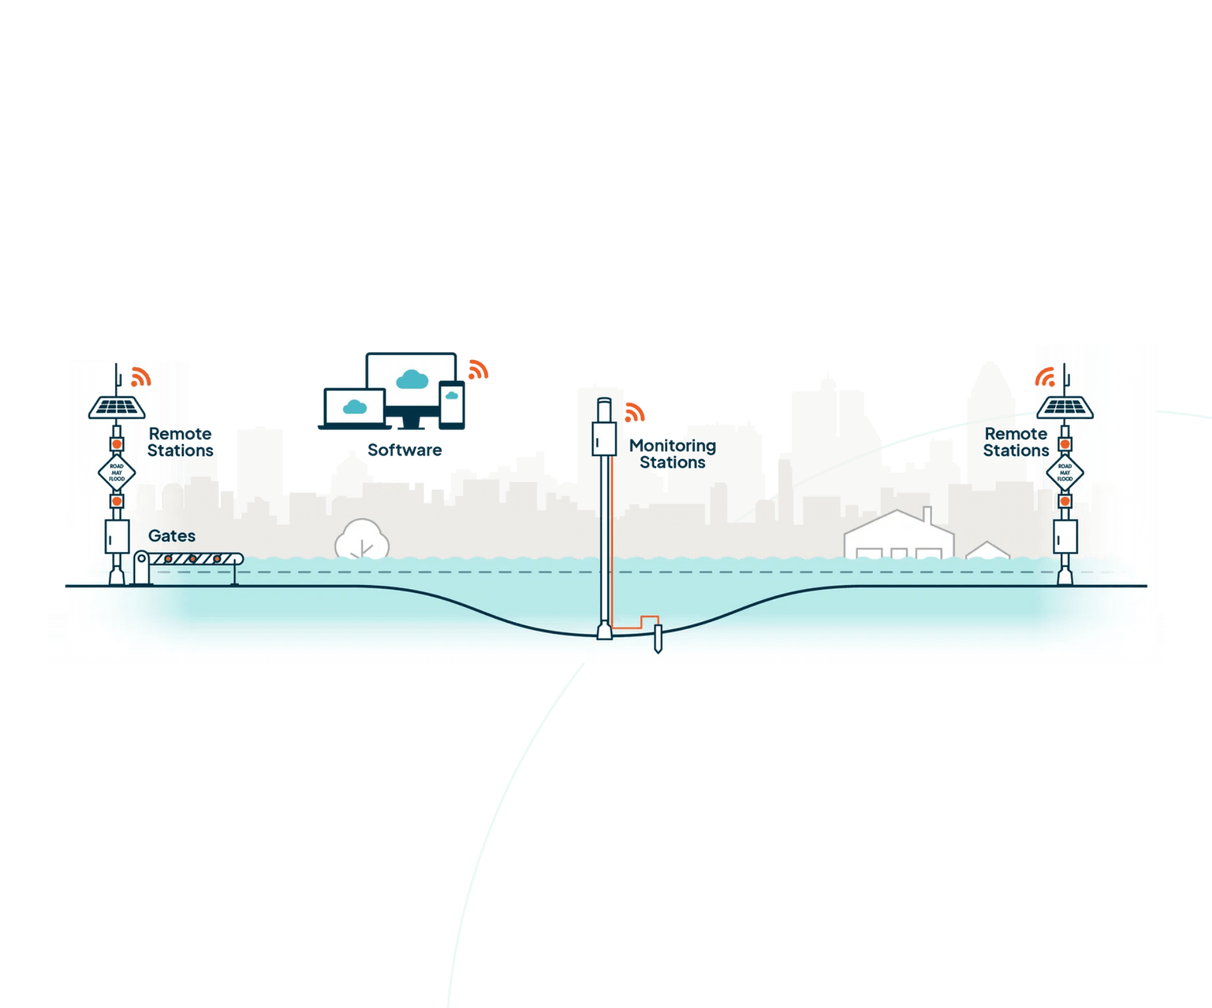 Remote
Stations
ROAD
MAY
FLOOD
Gates
Software
Monitoring
Stations
Remote
Stations
ROAD
MAY
FLOOD